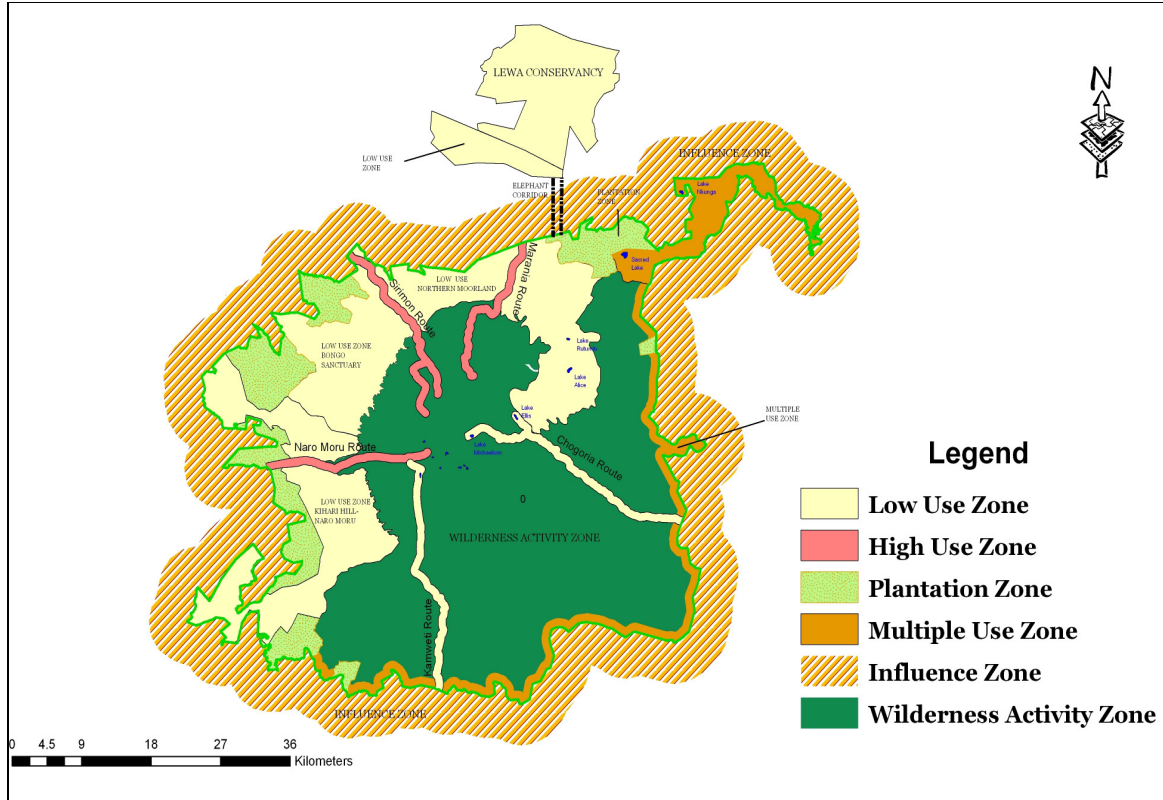 LEWA CONSERVANCY
N
LOW USE
ZONE
INFLUENCE ZONE
ELEPHANT
CORRIDOR
PLANTATION
ZONE
Lake
Nkunga
Sacred
Lake
Marania Route
LOW USE
NORTHERN MOORLAND
Sirimon Route
LOW USE ZONE
BONGO
SANCTUARY
Lake
Rutundu
Lake
Alice
Lake
Ellis
MULTIPLE
USE ZONE
Naro Moru Route
Lake
Michaelson
Chogoria Route
LOW USE ZONE
KIHARI HILL-
NARO MORU
0
WILDERNESS ACTIVITY ZONE
Kamweti Route
INFLUENCE ZONE
Legend
Low Use Zone
High Use Zone
Plantation Zone
Multiple Use Zone
Influence Zone
Wilderness Activity Zone
0 4.5 9 18 27 36
Kilometers